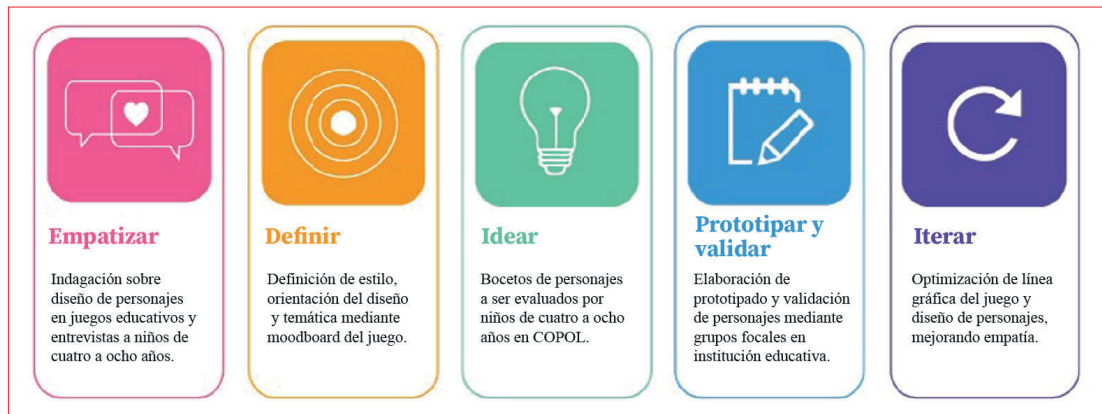 Empatizar
Indagación sobre
diseño de personajes
en juegos educativos y
entrevistas a niños de
cuatro a ocho años.
Definir
Definición de estilo,
orientación del diseño
y temática mediante
moodboard del juego.
Idear
Bocetos de personajes
a ser evaluados por
niños de cuatro a ocho
años en COPOL.
Prototipar y
validar
Elaboración de
prototipado y validación
de personajes mediante
grupos focales en
institución educativa.
Iterar
Optimización de línea
gráfica del juego y
diseño de personajes,
mejorando empatía.